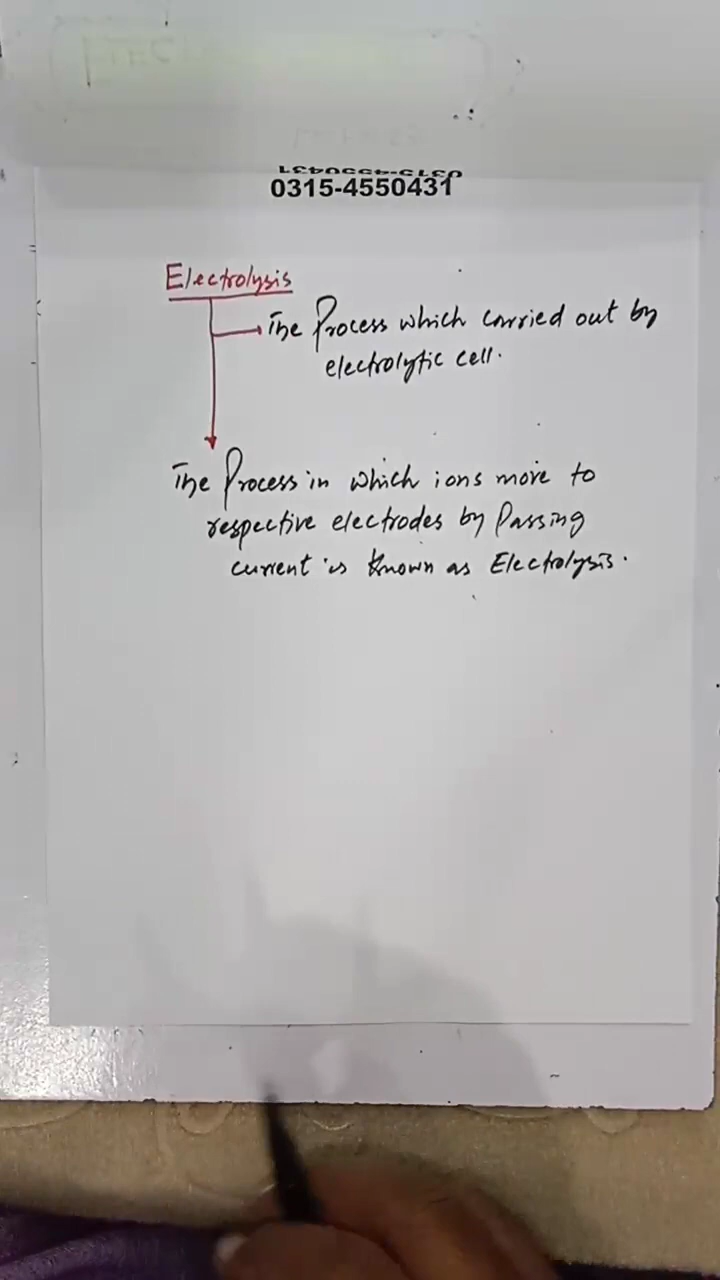 0315-4550431
Electrolysis
The Process which carried out by
electrolytic cell.
The Process in which ions move to
respective electrodes by Passing
current is known as Electrolysis.